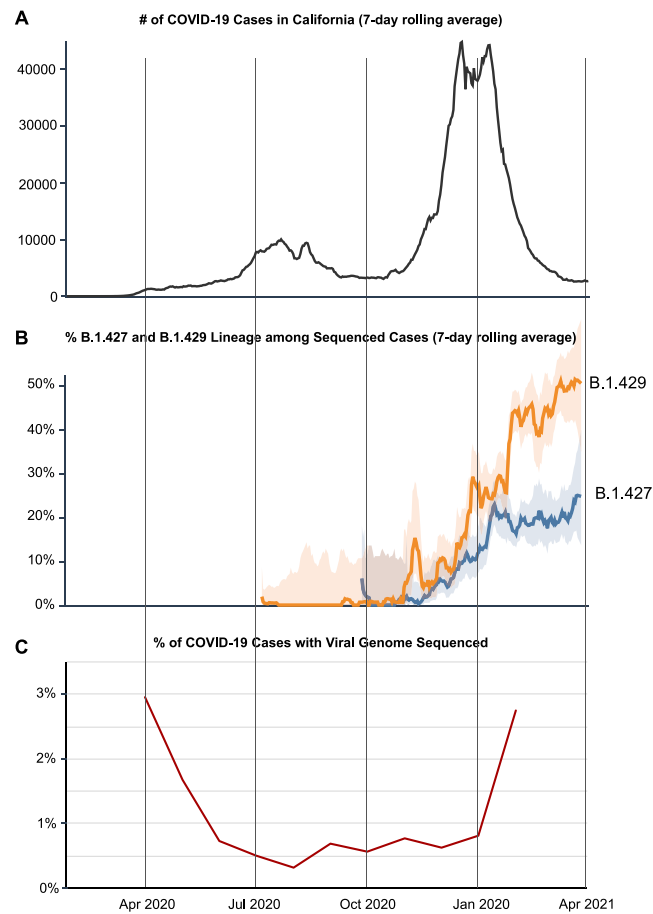 A
# of COVID-19 Cases in California (7-day rolling average)
40000
30000
20000
10000
0
B
% B.1.427 and B.1.429 Lineage among Sequenced Cases (7-day rolling average)
50%
40%
30%
20%
10%
0%
B.1.429
B.1.427
C
% of COVID-19 Cases with Viral Genome Sequenced
3%
2%
1%
0%
Apr 2020 Jul 2020 Oct 2020 Jan 2020 Apr 2021